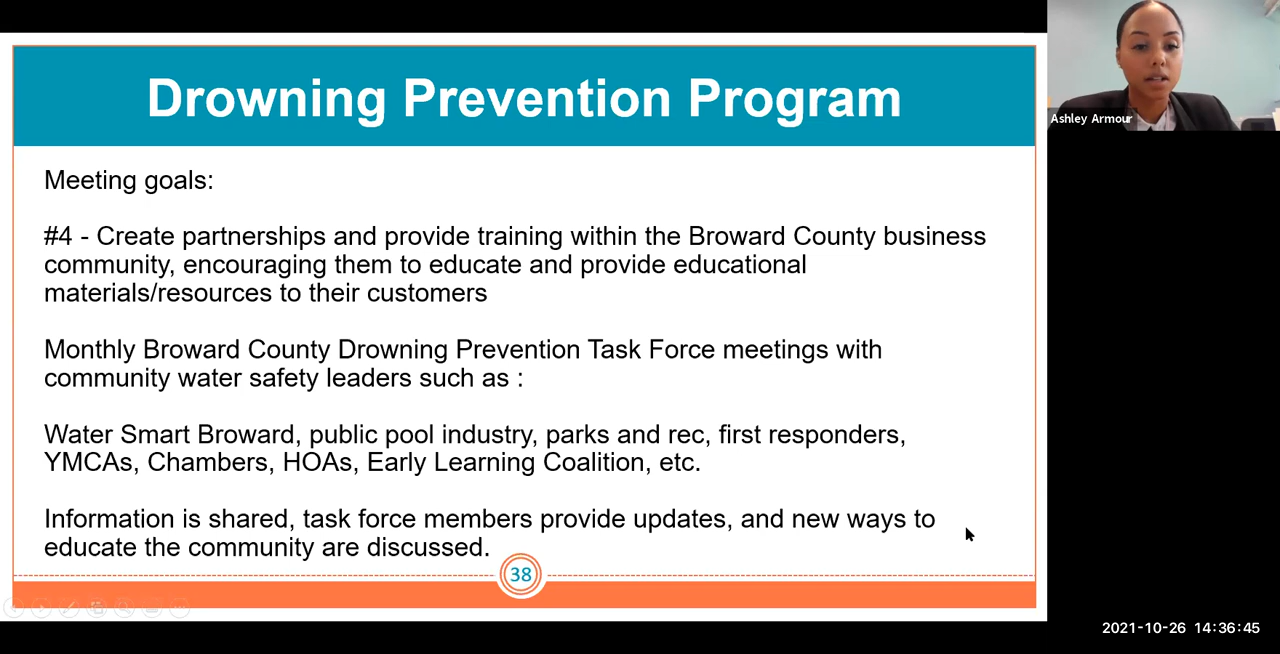 Drowning Prevention Program
Meeting goals:
#4 - Create partnerships and provide training within the Broward County business
community, encouraging them to educate and provide educational
materials/resources to their customers
Monthly Broward County Drowning Prevention Task Force meetings with
community water safety leaders such as :
Water Smart Broward, public pool industry, parks and rec, first responders,
YMCAs, Chambers, HOAs, Early Learning Coalition, etc.
Information is shared, task force members provide updates, and new ways to
educate the community are discussed.
38
Ashley Armour
2021-10-26 14:36:45